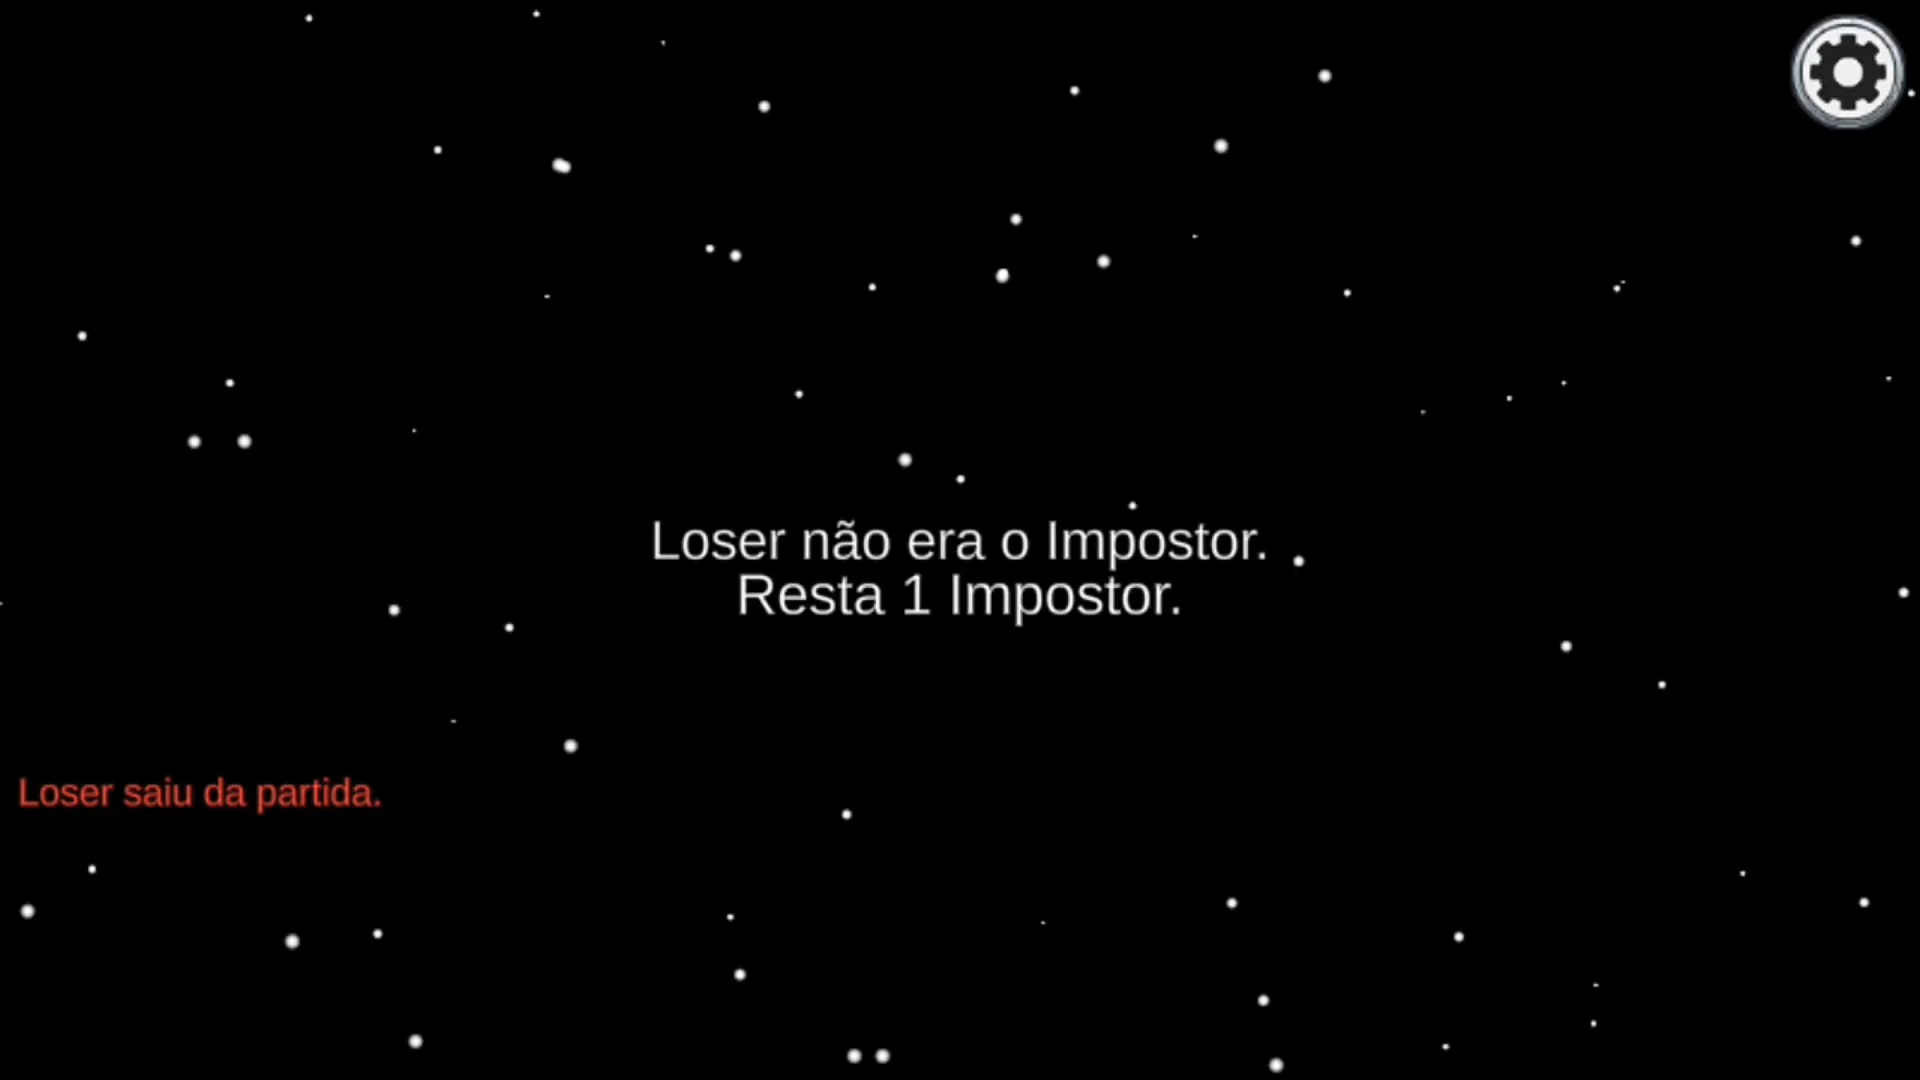 Loser não era o Impostor.
Resta 1 Impostor.
Loser saiu da partida.